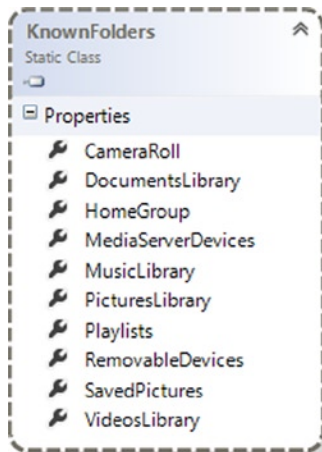 KnownFolders
Static Class
Properties
CameraRoll
DocumentsLibrary
HomeGroup
MediaServerDevices
MusicLibrary
PicturesLibrary
Playlists
RemovableDevices
SavedPictures
VideosLibrary